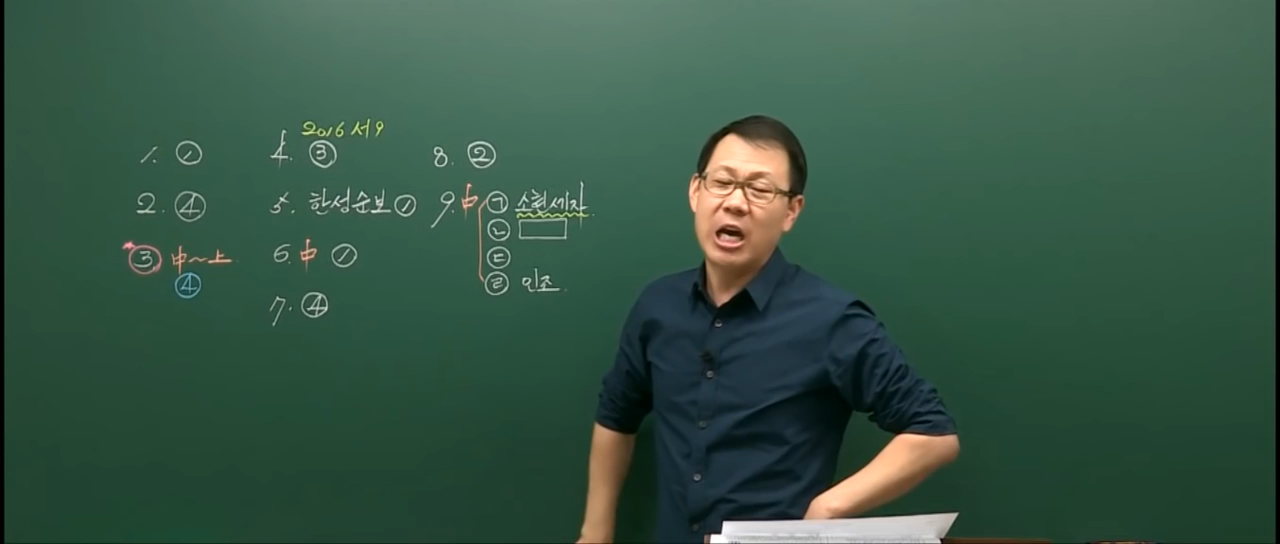 1. ①
2. ④
③ 中~上
④
2016 서9
4. ③
5. 한성순보 ①
6. 中 ①
7. ④
8. ②
9. 中 ㉠ 소현세자
㉡
㉢
㉣ 인조